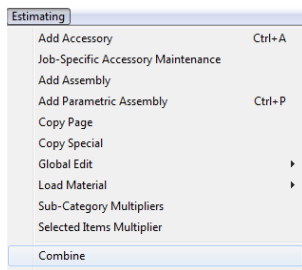 Estimating
Add Accessory Ctrl+A
Job-Specific Accessory Maintenance
Add Assembly
Add Parametric Assembly Ctrl+P
Copy Page
Copy Special
Global Edit
Load Material
Sub-Category Multipliers
Selected Items Multiplier
Combine